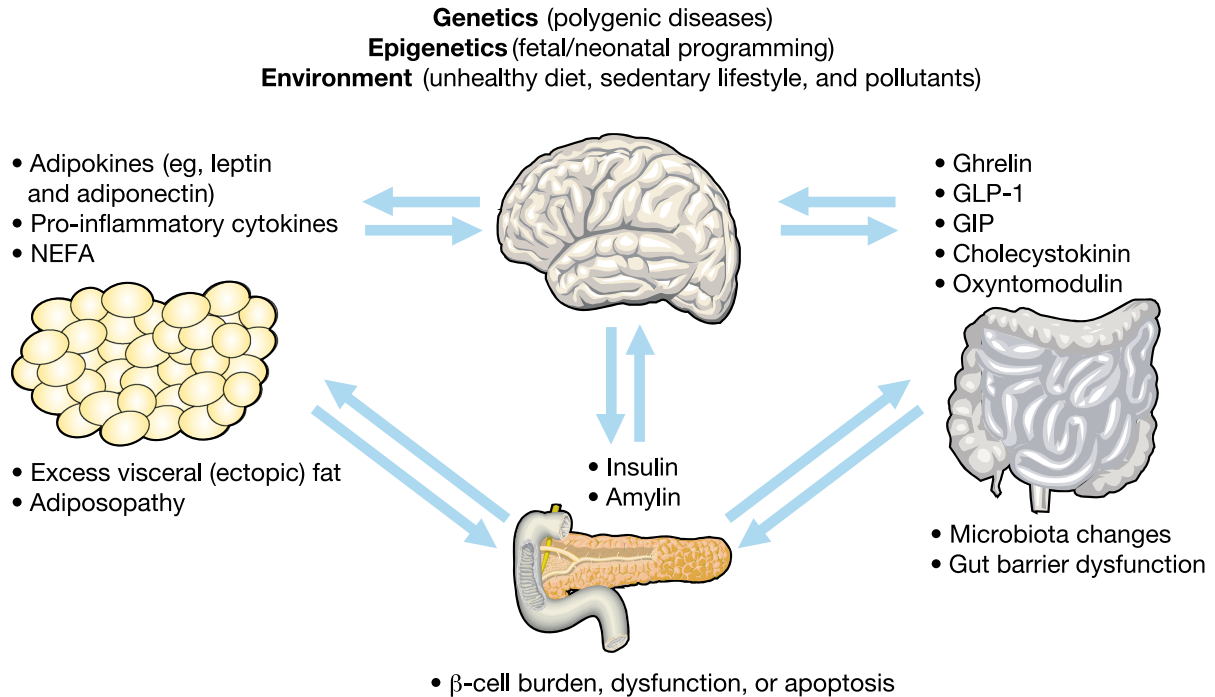 Genetics (polygenic diseases)
Epigenetics (fetal/neonatal programming)
Environment (unhealthy diet, sedentary lifestyle, and pollutants)
• Adipokines (eg, leptin
and adiponectin)
• Pro-inflammatory cytokines
• NEFA
• Ghrelin
• GLP-1
• GIP
• Cholecystokinin
• Oxyntomodulin
• Excess visceral (ectopic) fat
• Adiposopathy
• Insulin
• Amylin
• Microbiota changes
• Gut barrier dysfunction
• β-cell burden, dysfunction, or apoptosis